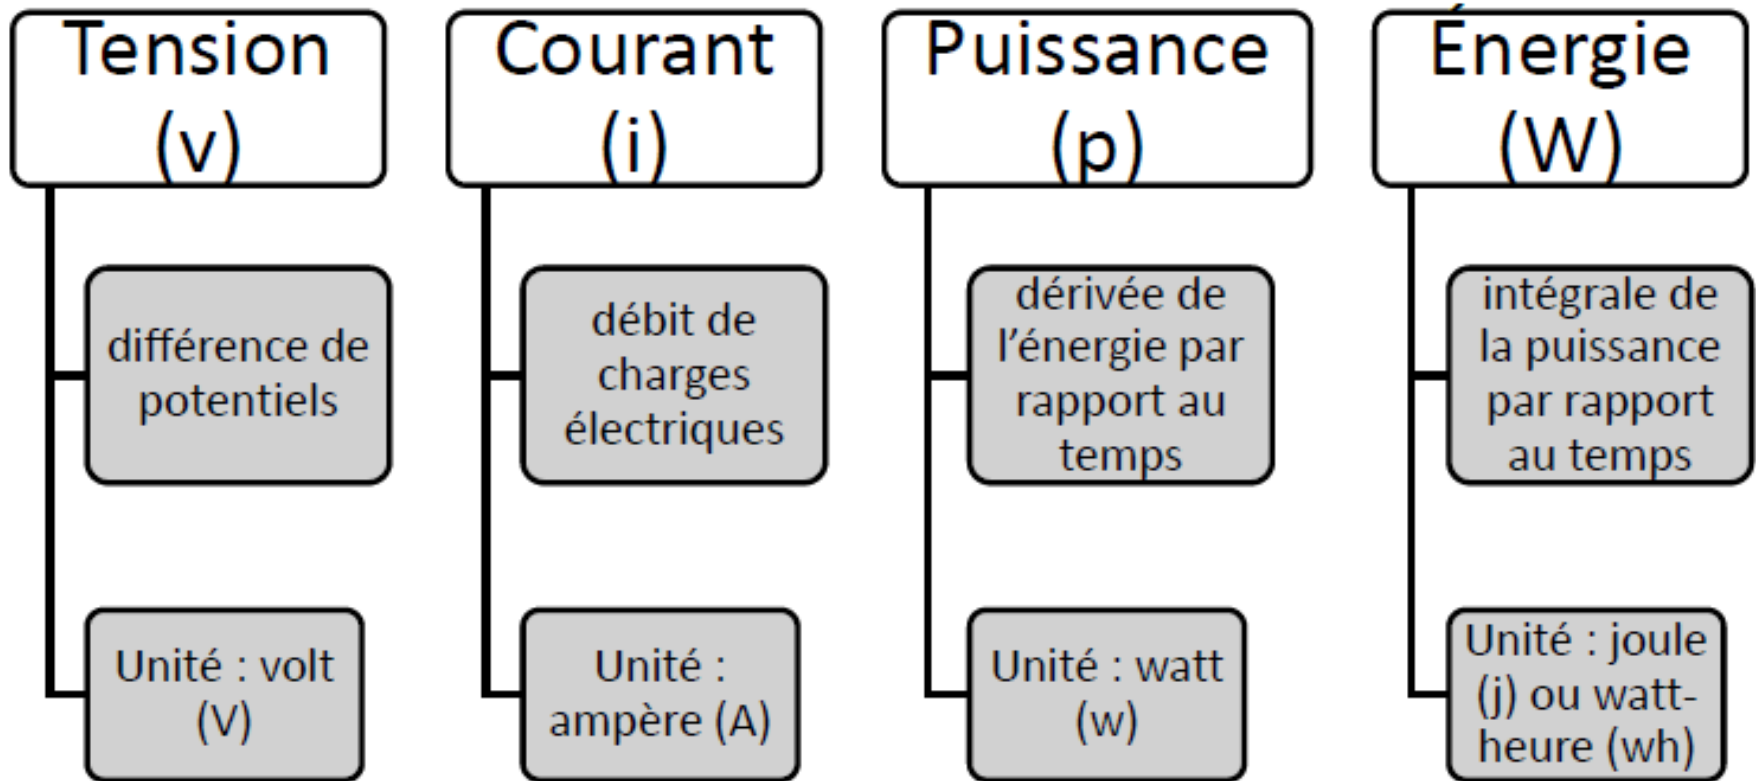 Tension
(v)
différence de
potentiels
Unité : volt
(V)
Courant
(i)
débit de
charges
électriques
Unité :
ampère (A)
Puissance
(p)
dérivée de
l’énergie par
rapport au
temps
Unité : watt
(w)
Énergie
(W)
intégrale de
la puissance
par rapport
au temps
Unité : joule
(j) ou watt-
heure (wh)